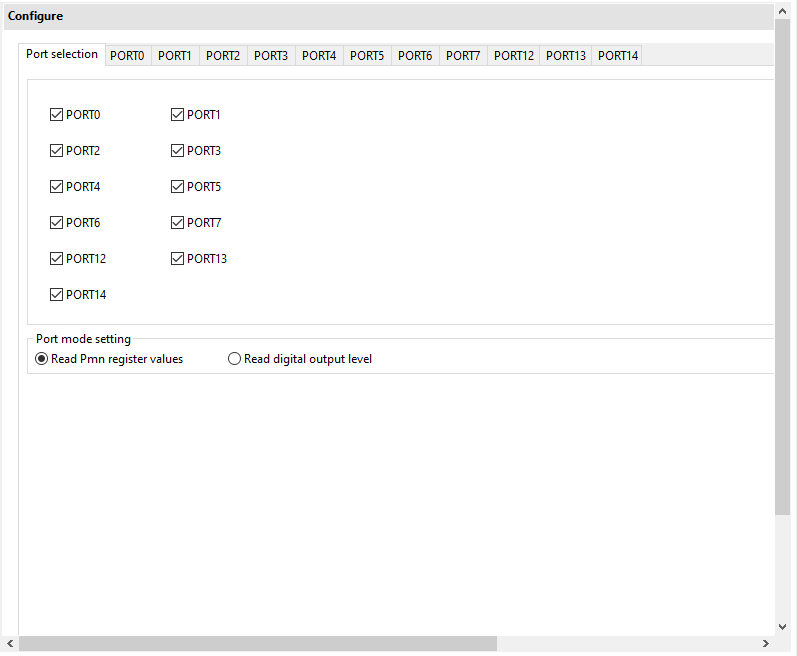 Configure
Port selection PORT0 PORT1 PORT2 PORT3 PORT4 PORT5 PORT6 PORT7 PORT12 PORT13 PORT14
PORT0 PORT1
PORT2 PORT3
PORT4 PORT5
PORT6 PORT7
PORT12 PORT13
PORT14
Port mode setting
Read Pmn register values Read digital output level